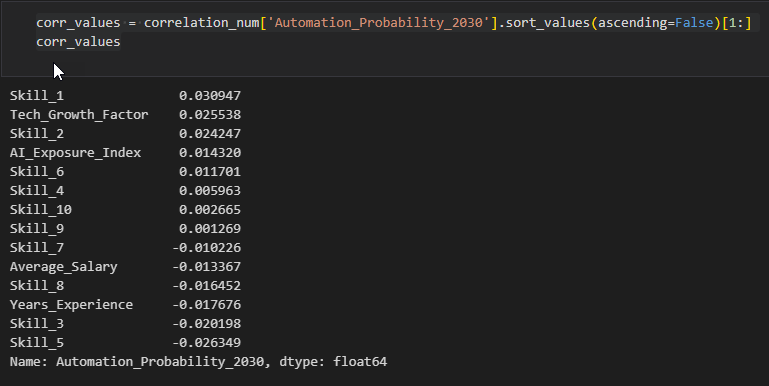 corr_values = correlation_num['Automation_Probability_2030'].sort_values(ascending=False)[1:]
corr_values
Skill_1 0.030947
Tech_Growth_Factor 0.025538
Skill_2 0.024247
AI_Exposure_Index 0.014320
Skill_6 0.011701
Skill_4 0.005963
Skill_10 0.002665
Skill_9 0.001269
Skill_7 -0.010226
Average_Salary -0.013367
Skill_8 -0.016452
Years_Experience -0.017676
Skill_3 -0.020198
Skill_5 -0.026349
Name: Automation_Probability_2030, dtype: float64